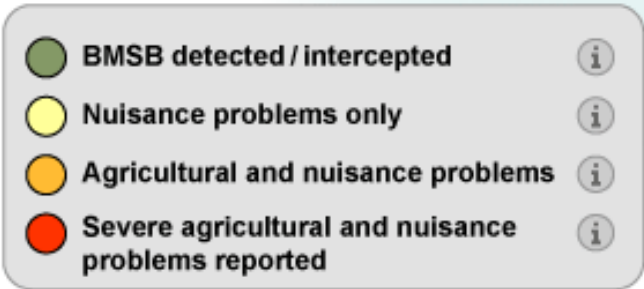 BMSB detected / intercepted i
Nuisance problems only i
Agricultural and nuisance problems i
Severe agricultural and nuisance i
problems reported